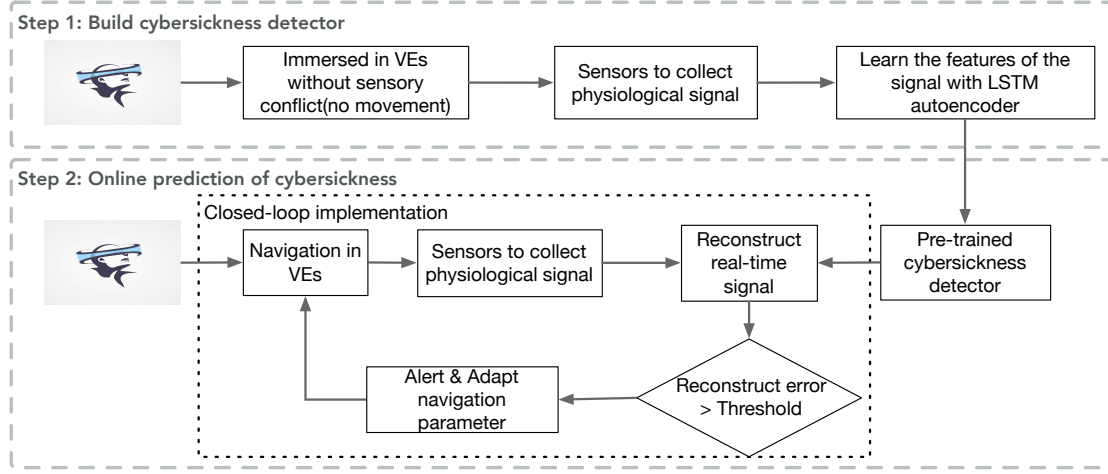 Step 1: Build cybersickness detector
Immersed in VEs
without sensory
conflict(no movement)
Sensors to collect
physiological signal
Learn the features of the
signal with LSTM
autoencoder
Step 2: Online prediction of cybersickness
Closed-loop implementation
Navigation in
VEs
Sensors to collect
physiological signal
Reconstruct
real-time
signal
Pre-trained
cybersickness
detector
Alert & Adapt
navigation
parameter
Reconstruct error
> Threshold